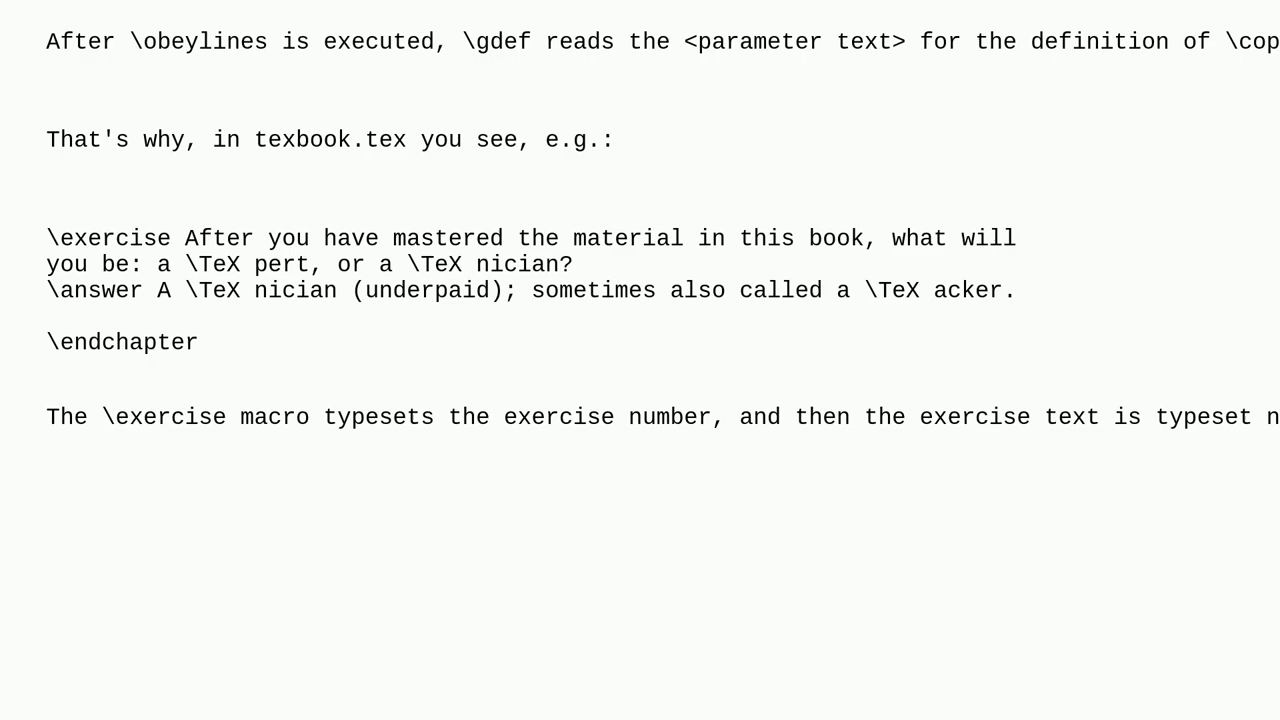 After \obeylines is executed, \gdef reads the <parameter text> for the definition of \cop
That's why, in texbook.tex you see, e.g.:
\exercise After you have mastered the material in this book, what will
you be: a \TeX pert, or a \TeX nician?
\answer A \TeX nician (underpaid); sometimes also called a \TeX acker.
\endchapter
The \exercise macro typesets the exercise number, and then the exercise text is typeset n